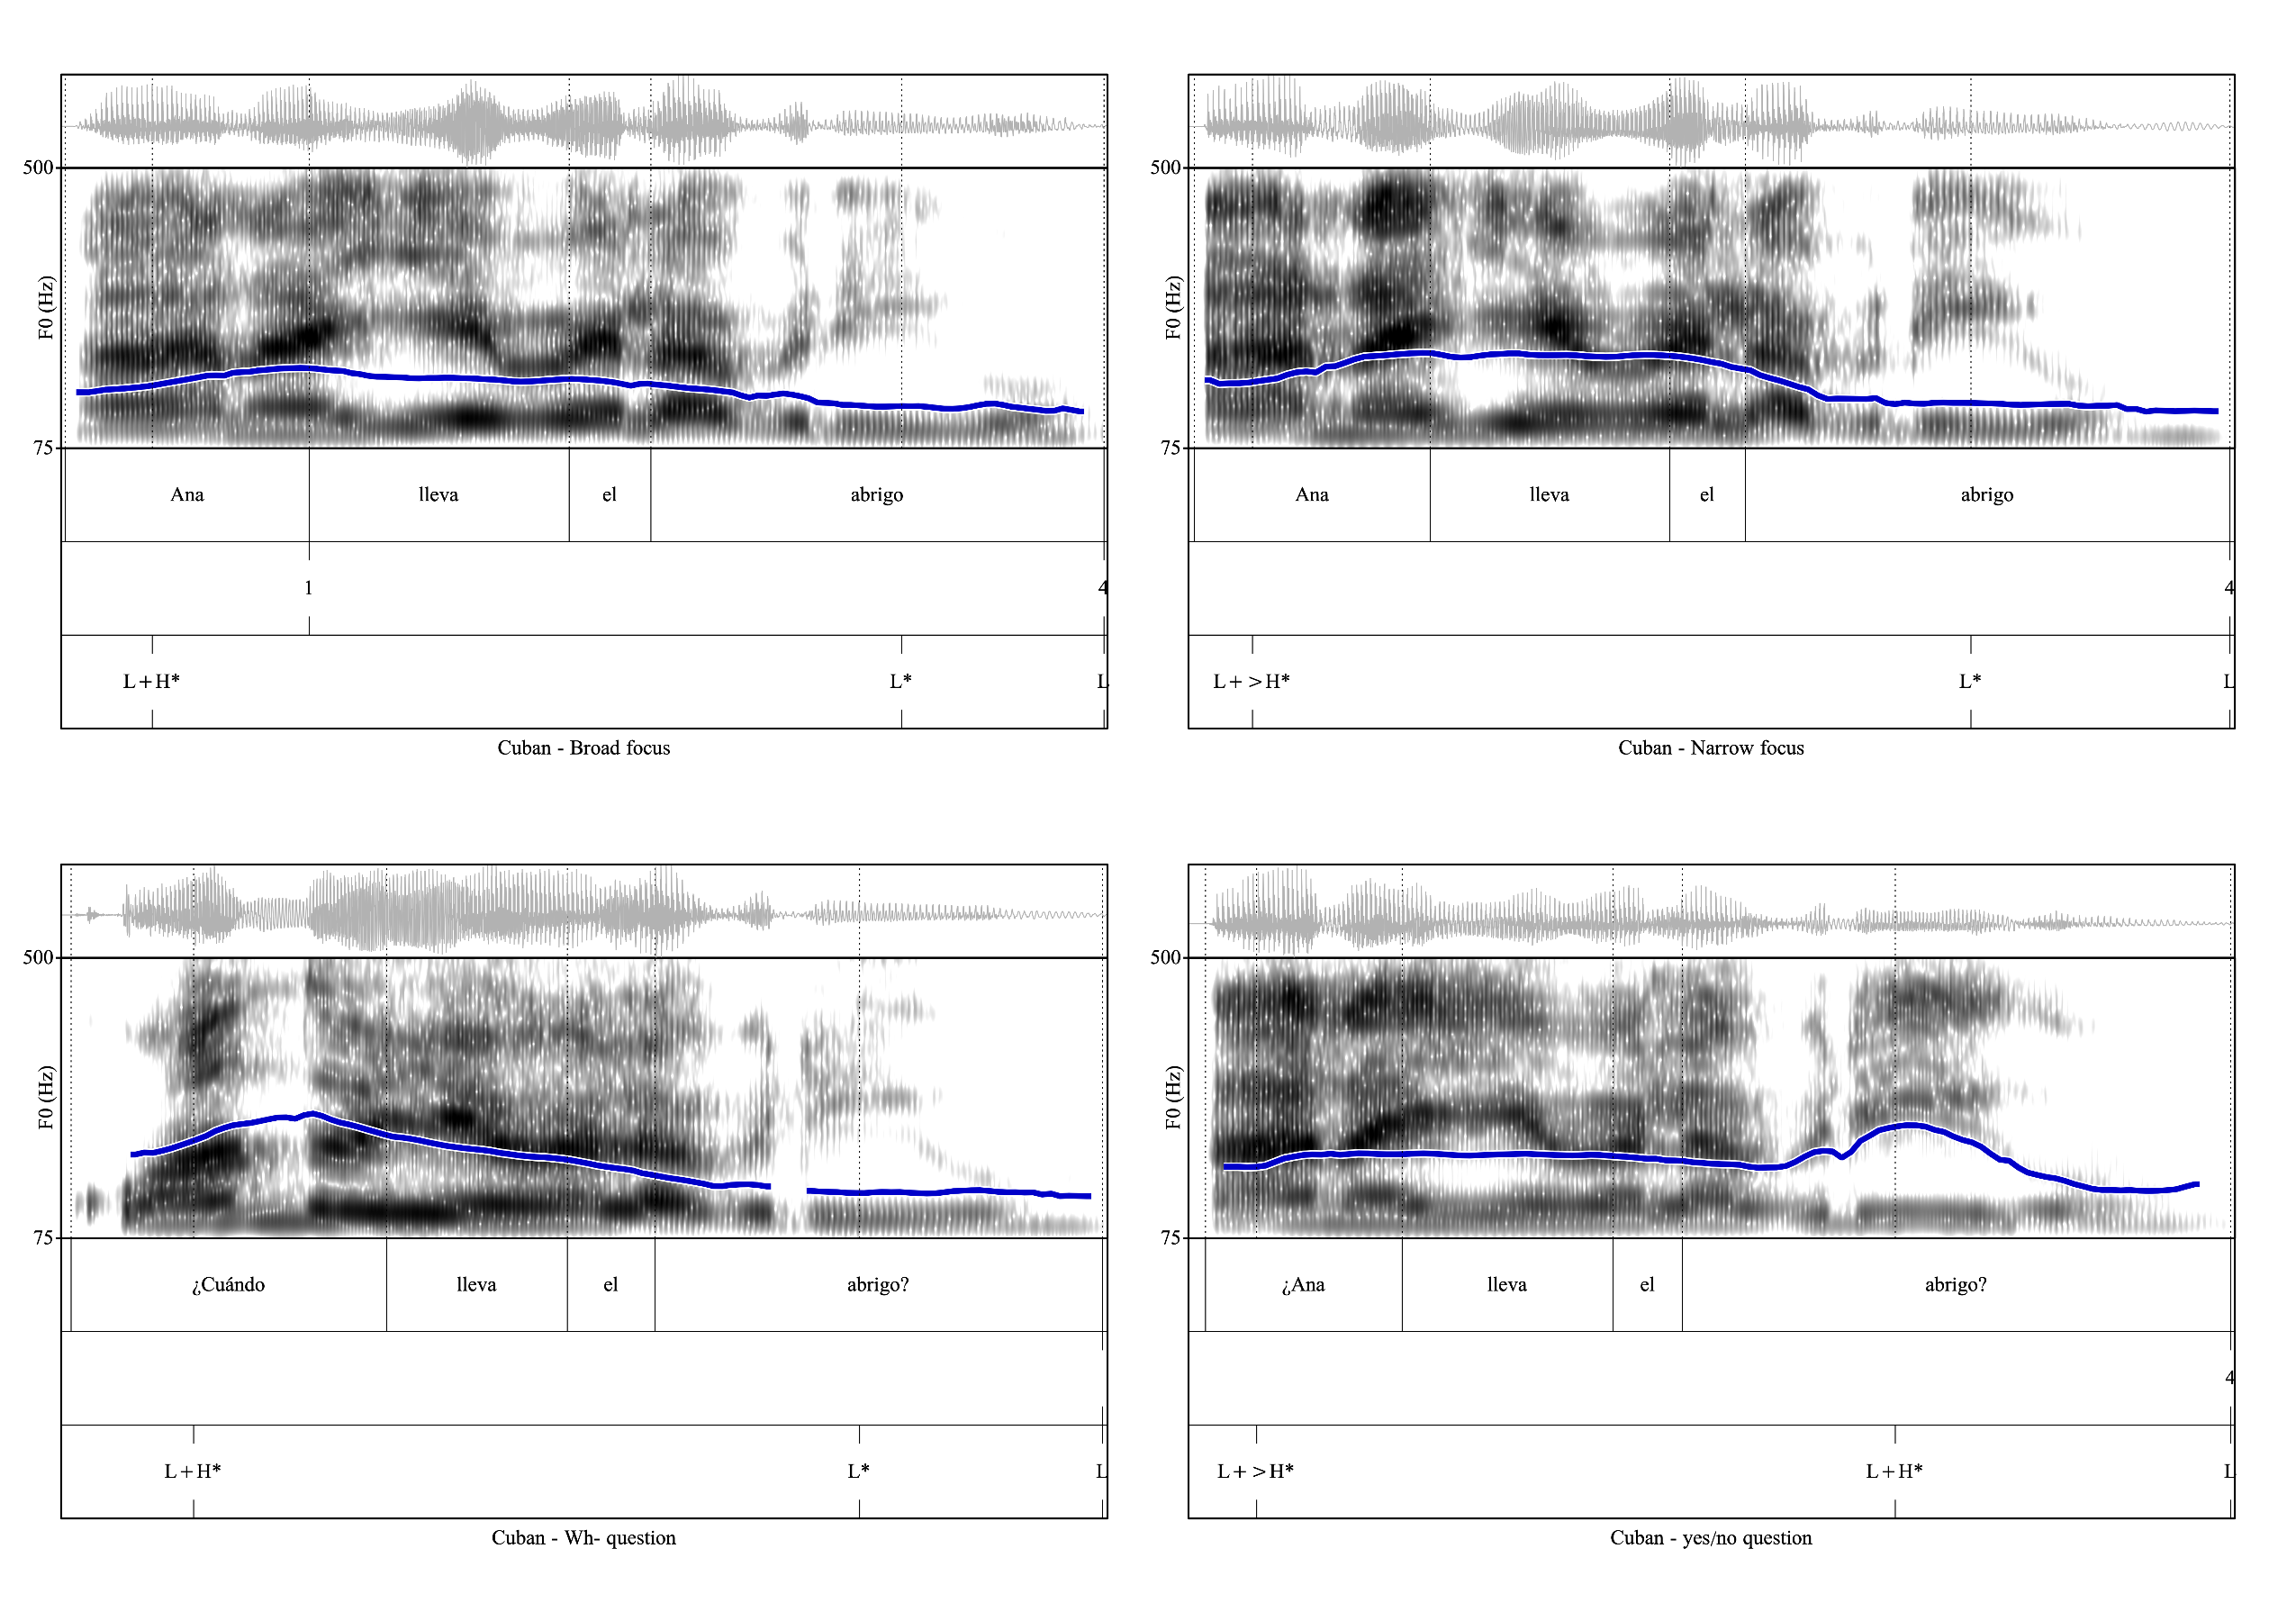 500
F0 (Hz)
75
Ana lleva el abrigo
1 4
L+H* L* L
Cuban - Broad focus
500
F0 (Hz)
75
Ana lleva el abrigo
4
L+>H* L* L
Cuban - Narrow focus
500
F0 (Hz)
75
¿Cuándo lleva el abrigo?
L+H* L* L
Cuban - Wh- question
500
F0 (Hz)
75
¿Ana lleva el abrigo?
4
L+>H* L+H* L
Cuban - yes/no question